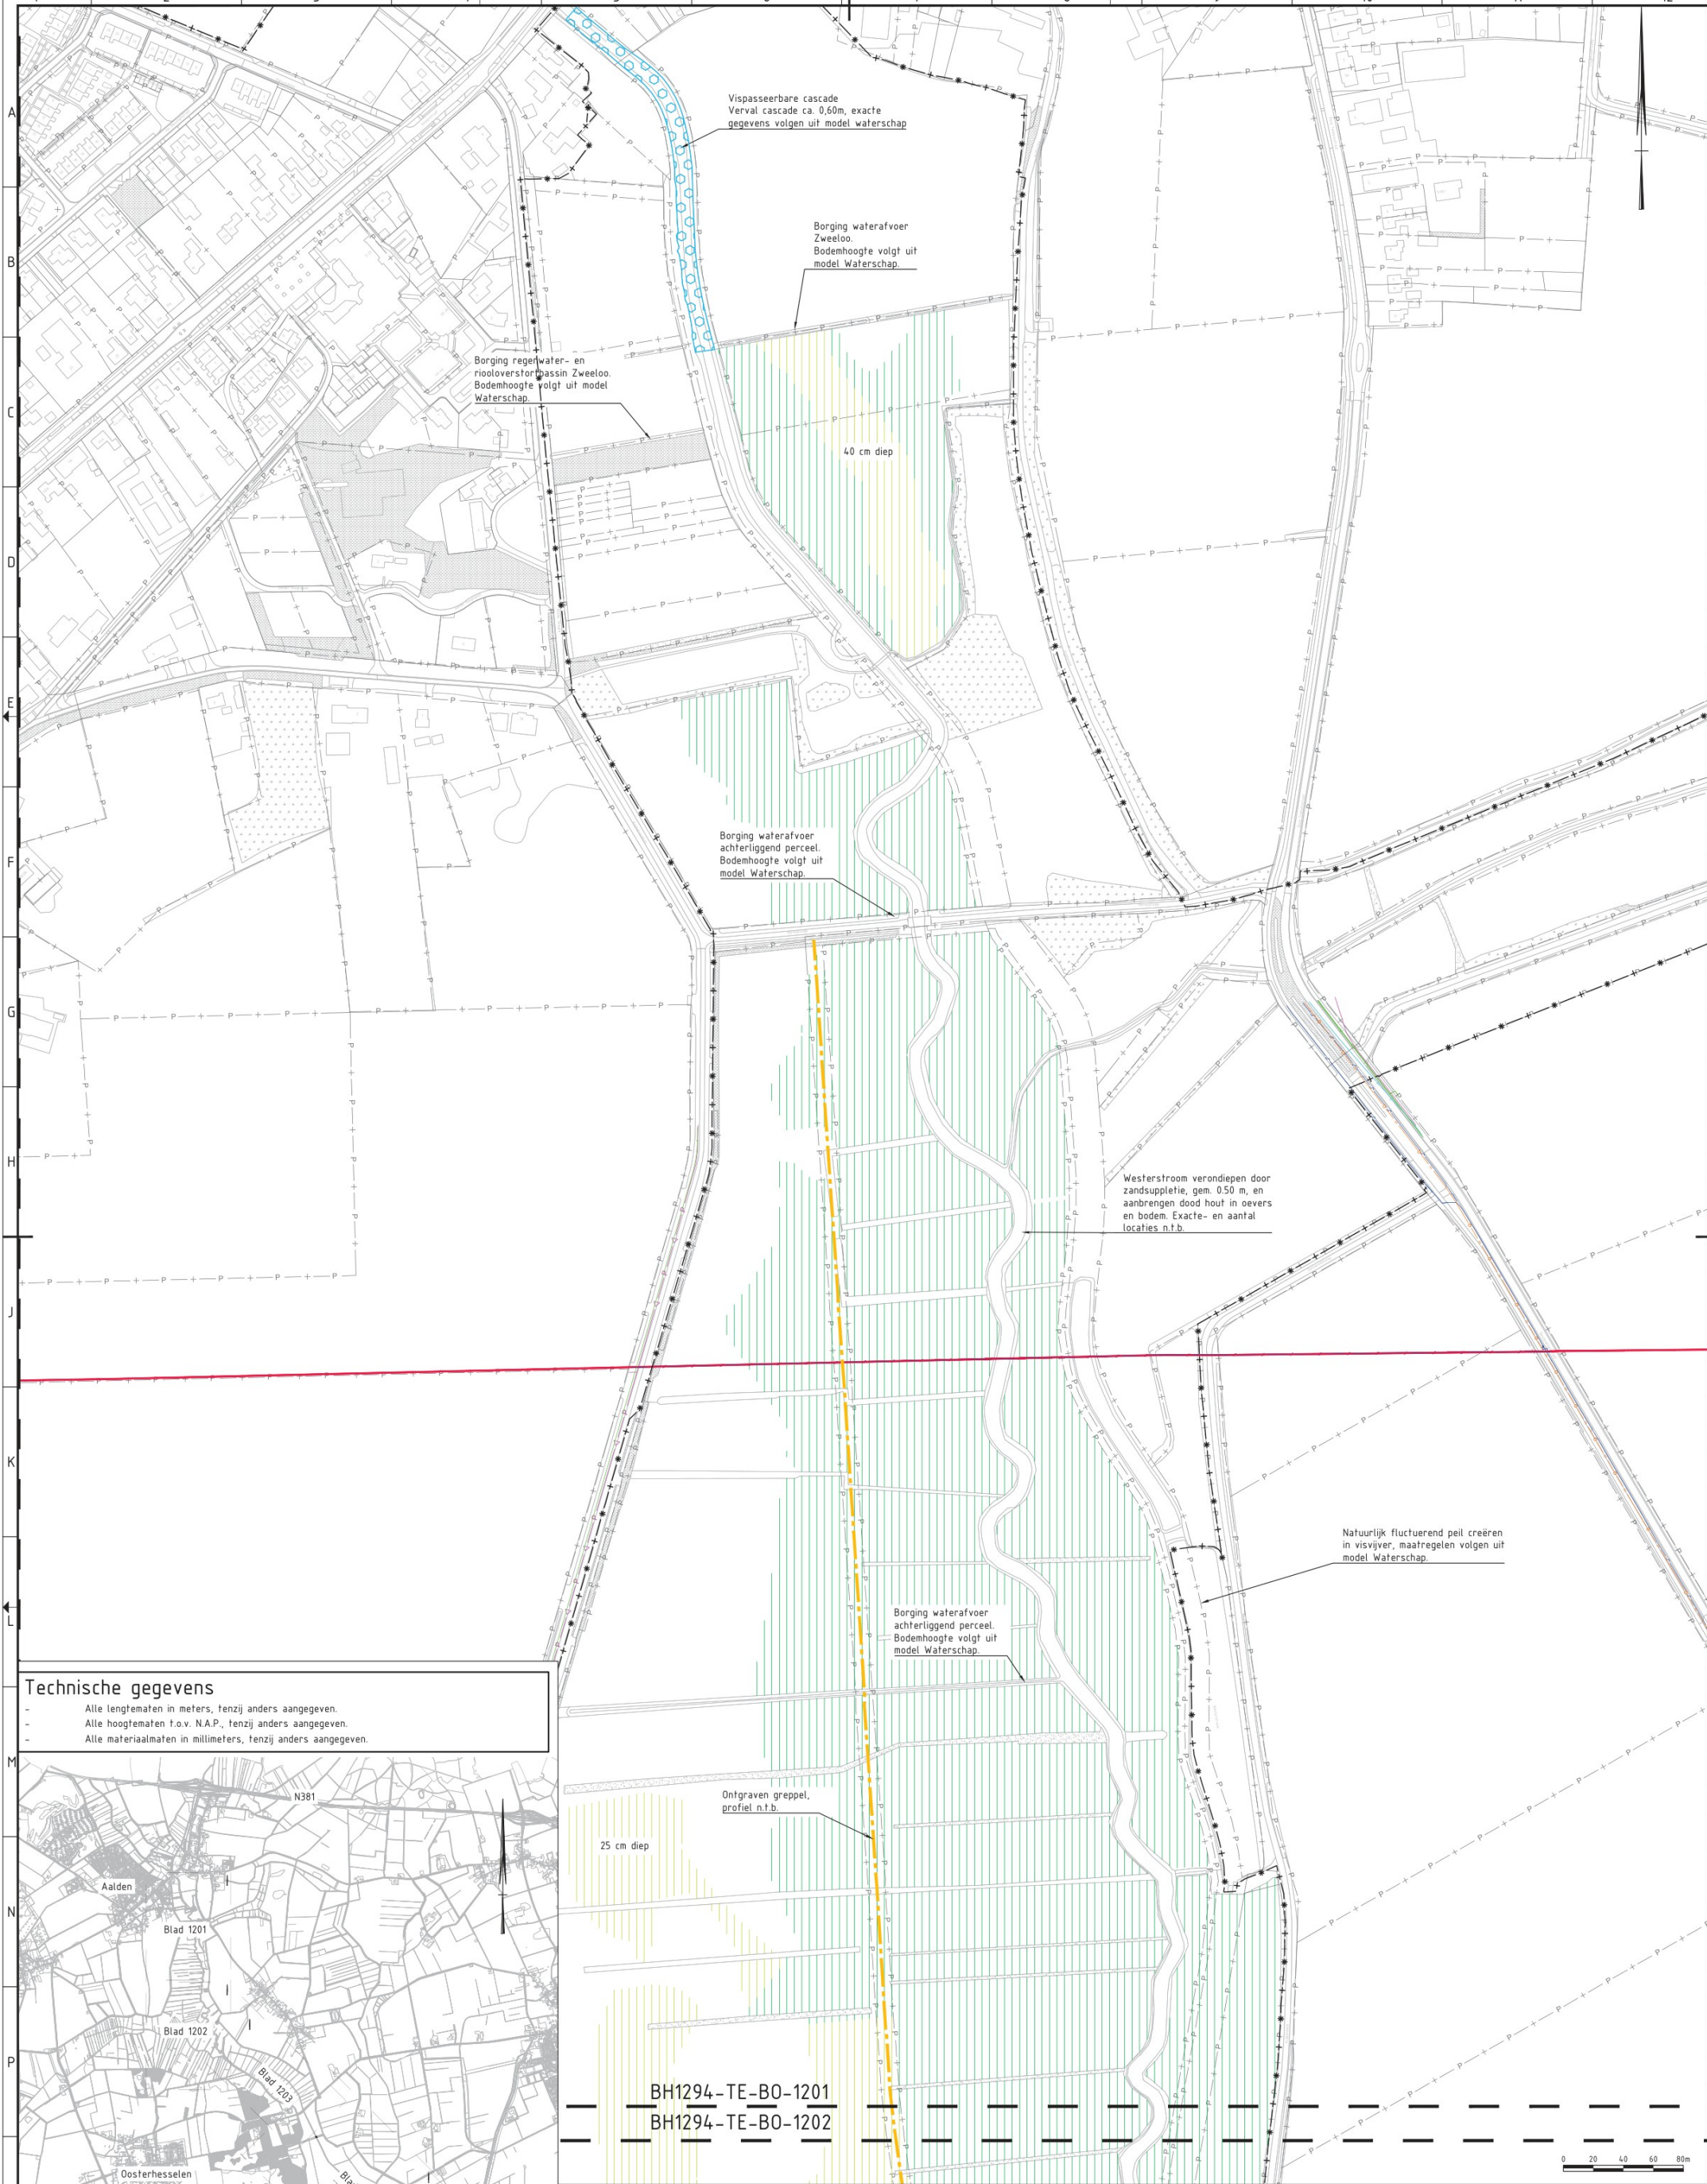 A
B
C
D
E
F
G
H
J
K
L
M
N
P
Vispasseerbare cascade
Verval cascade ca. 0,60m, exacte
gegevens volgen uit model waterschap
Borging waterafvoer
Zweeloo.
Bodemhoogte volgt uit
model Waterschap.
Borging regenwater- en
riooloverstortbassin Zweeloo.
Bodemhoogte volgt uit model
Waterschap.
40 cm diep
Borging waterafvoer
achterliggend perceel.
Bodemhoogte volgt uit
model Waterschap.
Westerstroom verondiepen door
zandsuppletie, gem. 0.50 m, en
aanbrengen dood hout in oevers
en bodem. Exacte- en aantal
locaties n.t.b.
Natuurlijk fluctuerend peil creëren
in visvijver, maatregelen volgen uit
model Waterschap.
Borging waterafvoer
achterliggend perceel.
Bodemhoogte volgt uit
model Waterschap.
Technische gegevens
- Alle lengtematen in meters, tenzij anders aangegeven.
- Alle hoogtematen t.o.v. N.A.P., tenzij anders aangegeven.
- Alle materiaalmaten in millimeters, tenzij anders aangegeven.
Ontgraven greppel,
profiel n.t.b.
25 cm diep
N381
Aalden
Blad 1201
Blad 1202
Blad 1203
Oosterhesselen
BH1294-TE-BO-1201
BH1294-TE-BO-1202
0 20 40 60 80m